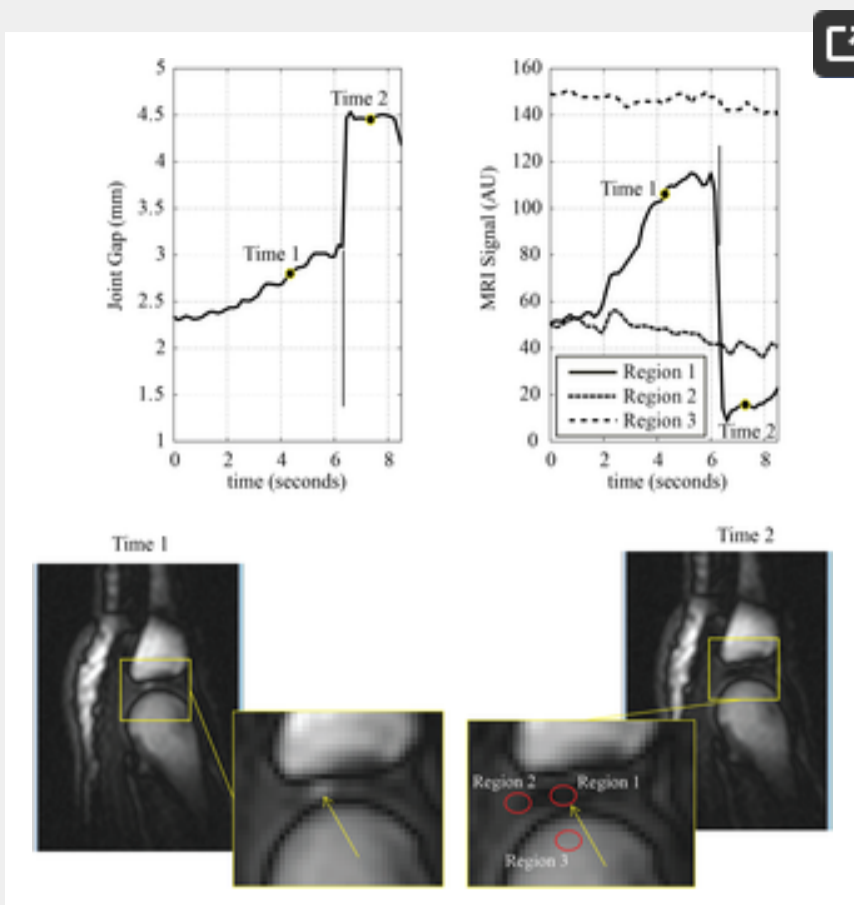 5
4.5
4
3.5
3
2.5
2
1.5
1
Joint Gap (mm)
Time 2
Time 1
0 2 4 6 8
time (seconds)
160
140
120
100
80
60
40
20
0
MRI Signal (AU)
Time 1
Region 1
Region 2
Region 3
Time 2
0 2 4 6 8
time (seconds)
Time 1
Time 2
Region 2
Region 1
Region 3